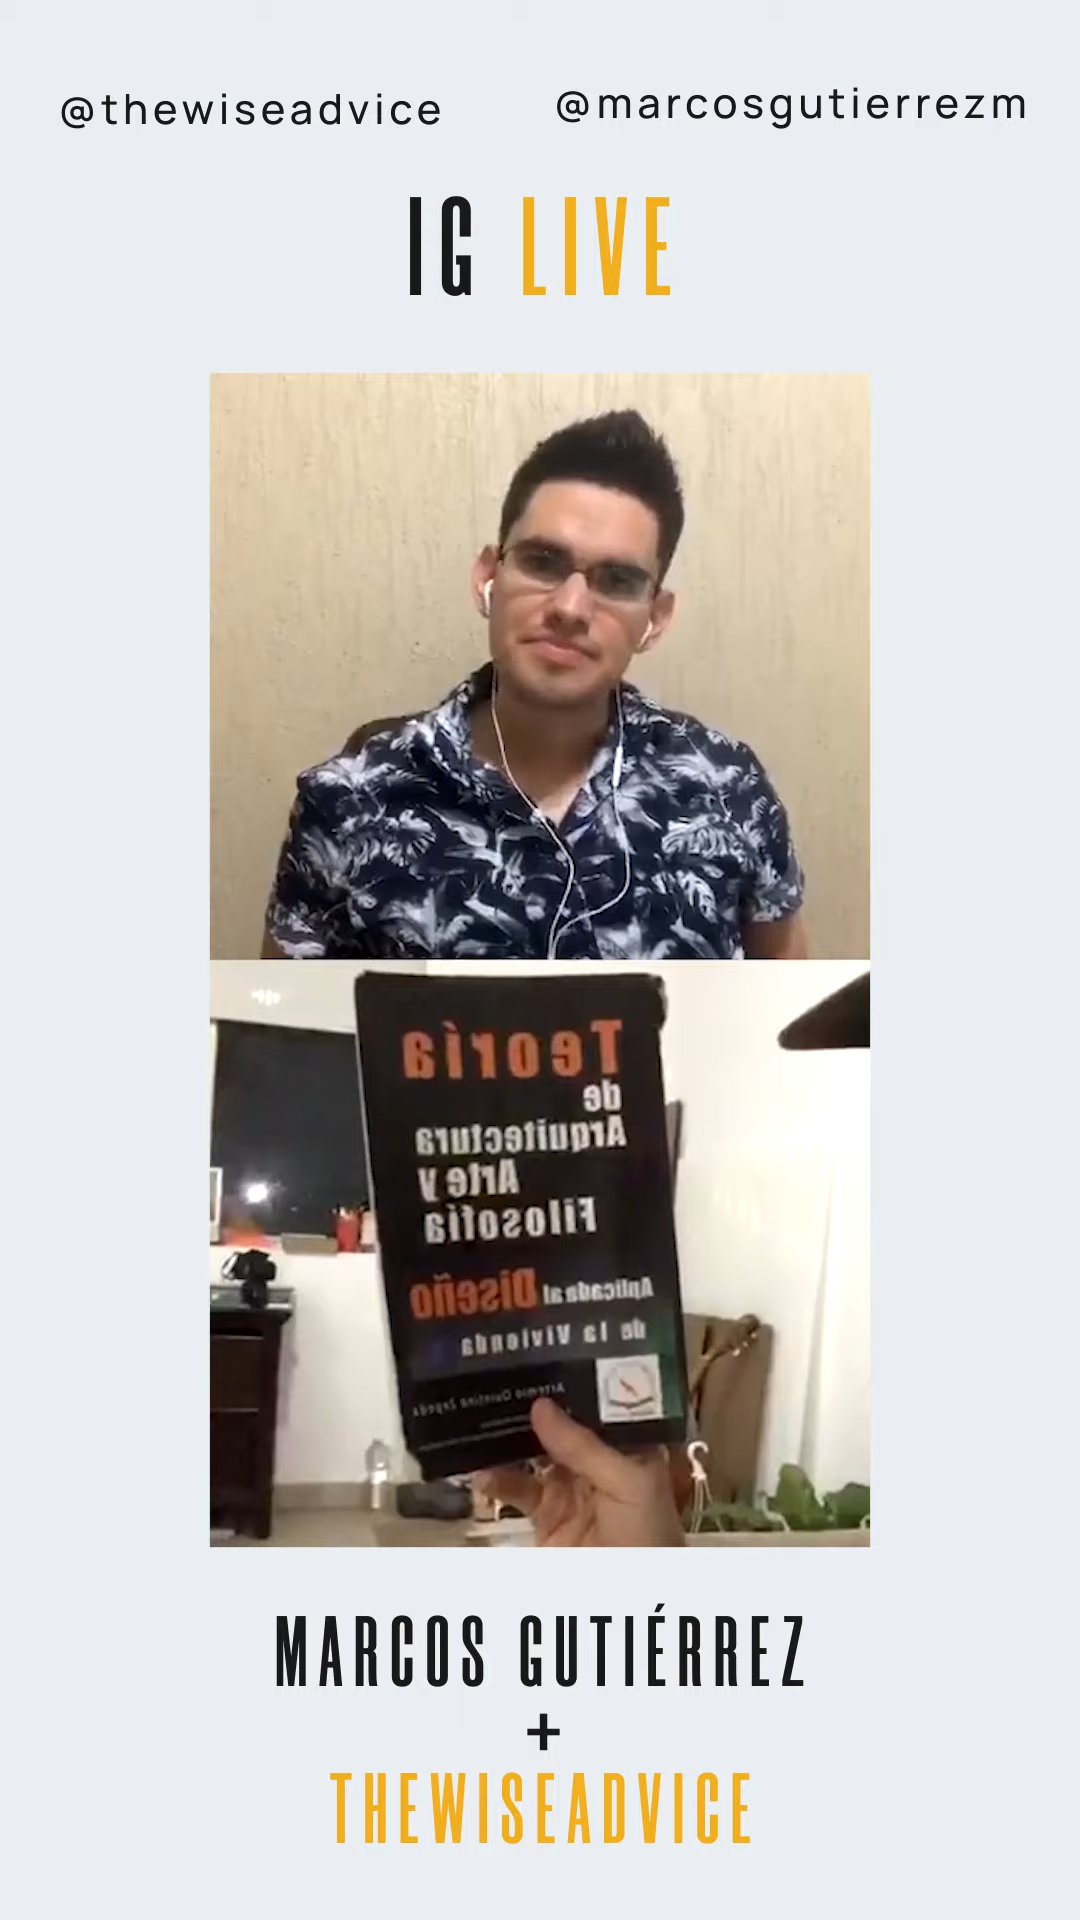 @thewiseadvice
@marcosgutierrezm
IG LIVE
Teoría
de
Arquitectura
Arte y
Filosofía
Aplicada al Diseño
de la Vivienda
MARCOS GUTIÉRREZ
+
THEWISEADVICE